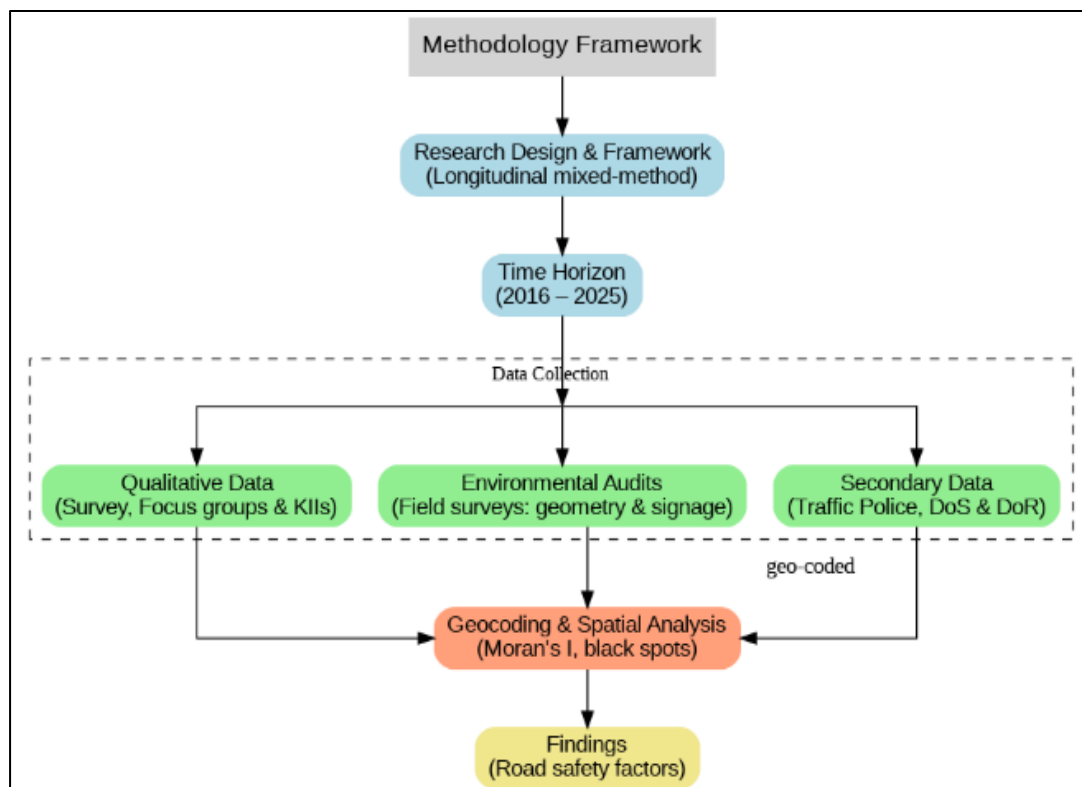 Methodology Framework
Research Design & Framework
(Longitudinal mixed-method)
Time Horizon
(2016 – 2025)
Data Collection
Qualitative Data
(Survey, Focus groups & KIIs)
Environmental Audits
(Field surveys: geometry & signage)
Secondary Data
(Traffic Police, DoS & DoR)
geo-coded
Geocoding & Spatial Analysis
(Moran's I, black spots)
Findings
(Road safety factors)